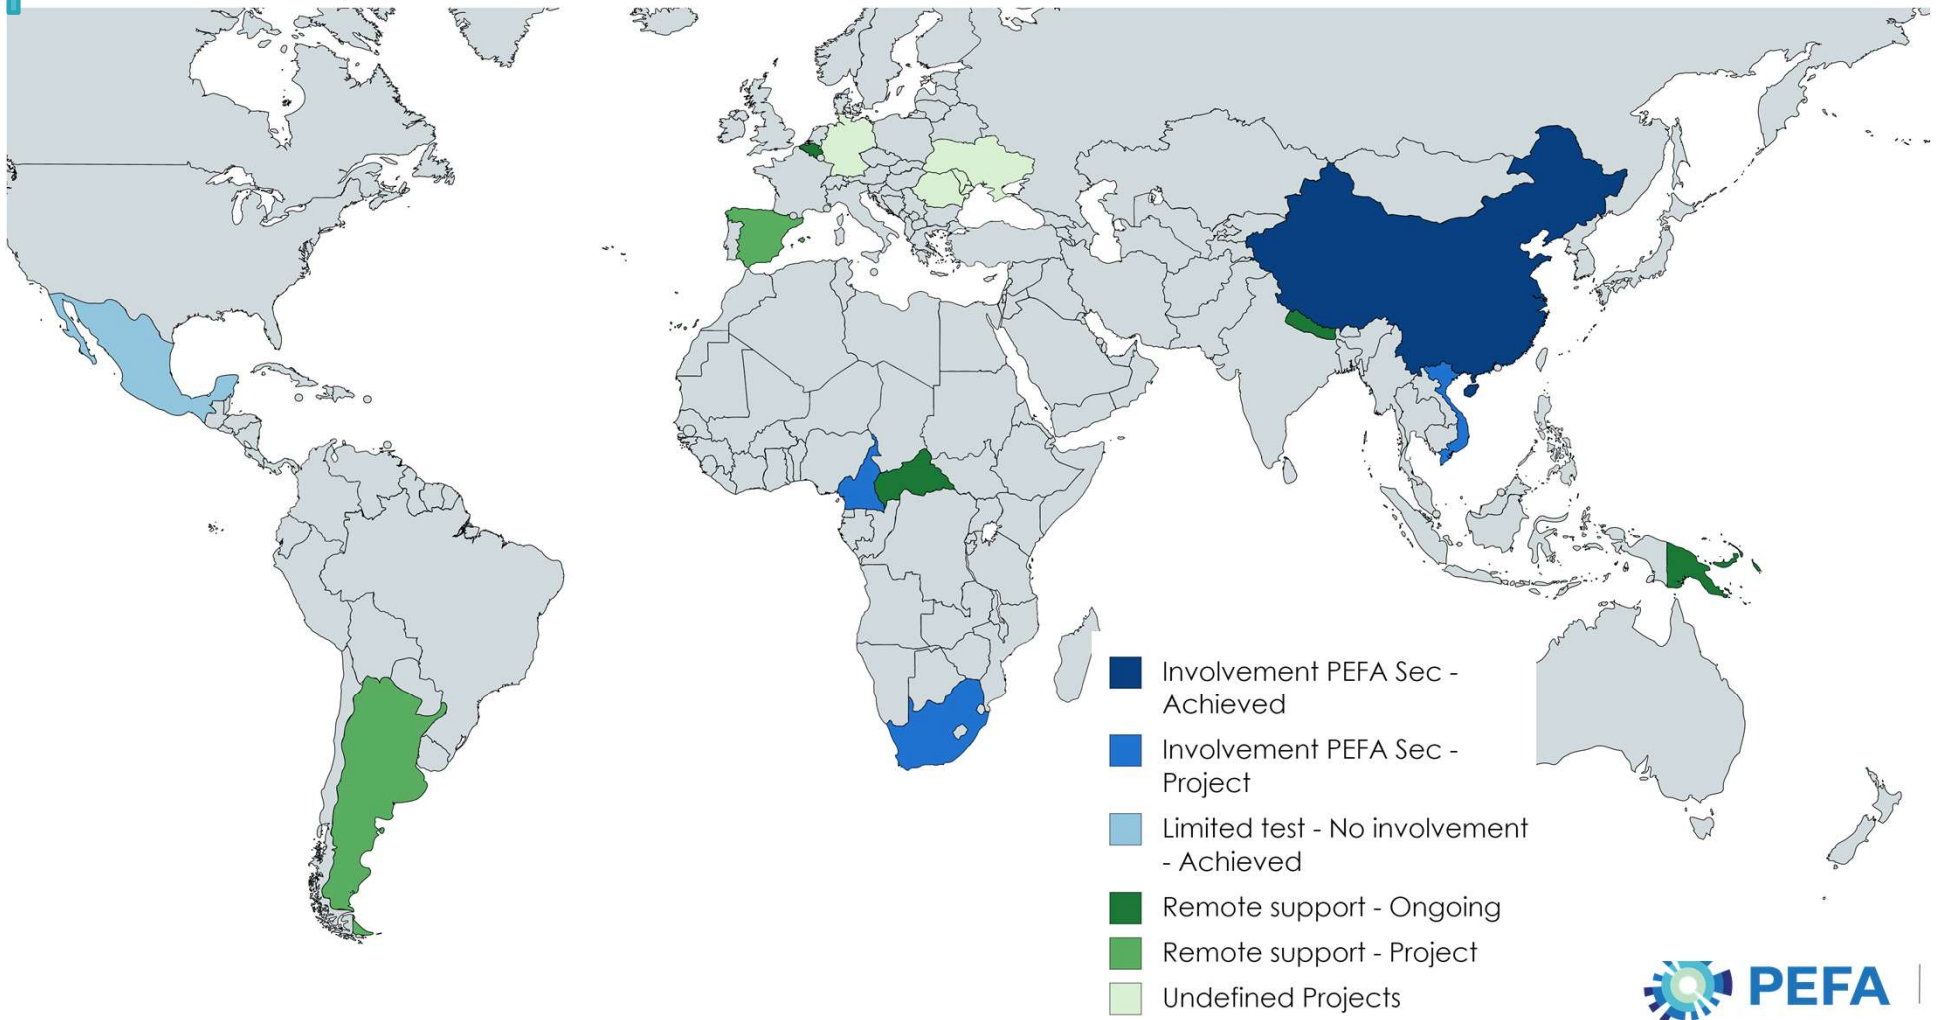 Involvement PEFA Sec -
Achieved
Involvement PEFA Sec -
Project
Limited test - No involvement
- Achieved
Remote support - Ongoing
Remote support - Project
Undefined Projects
PEFA